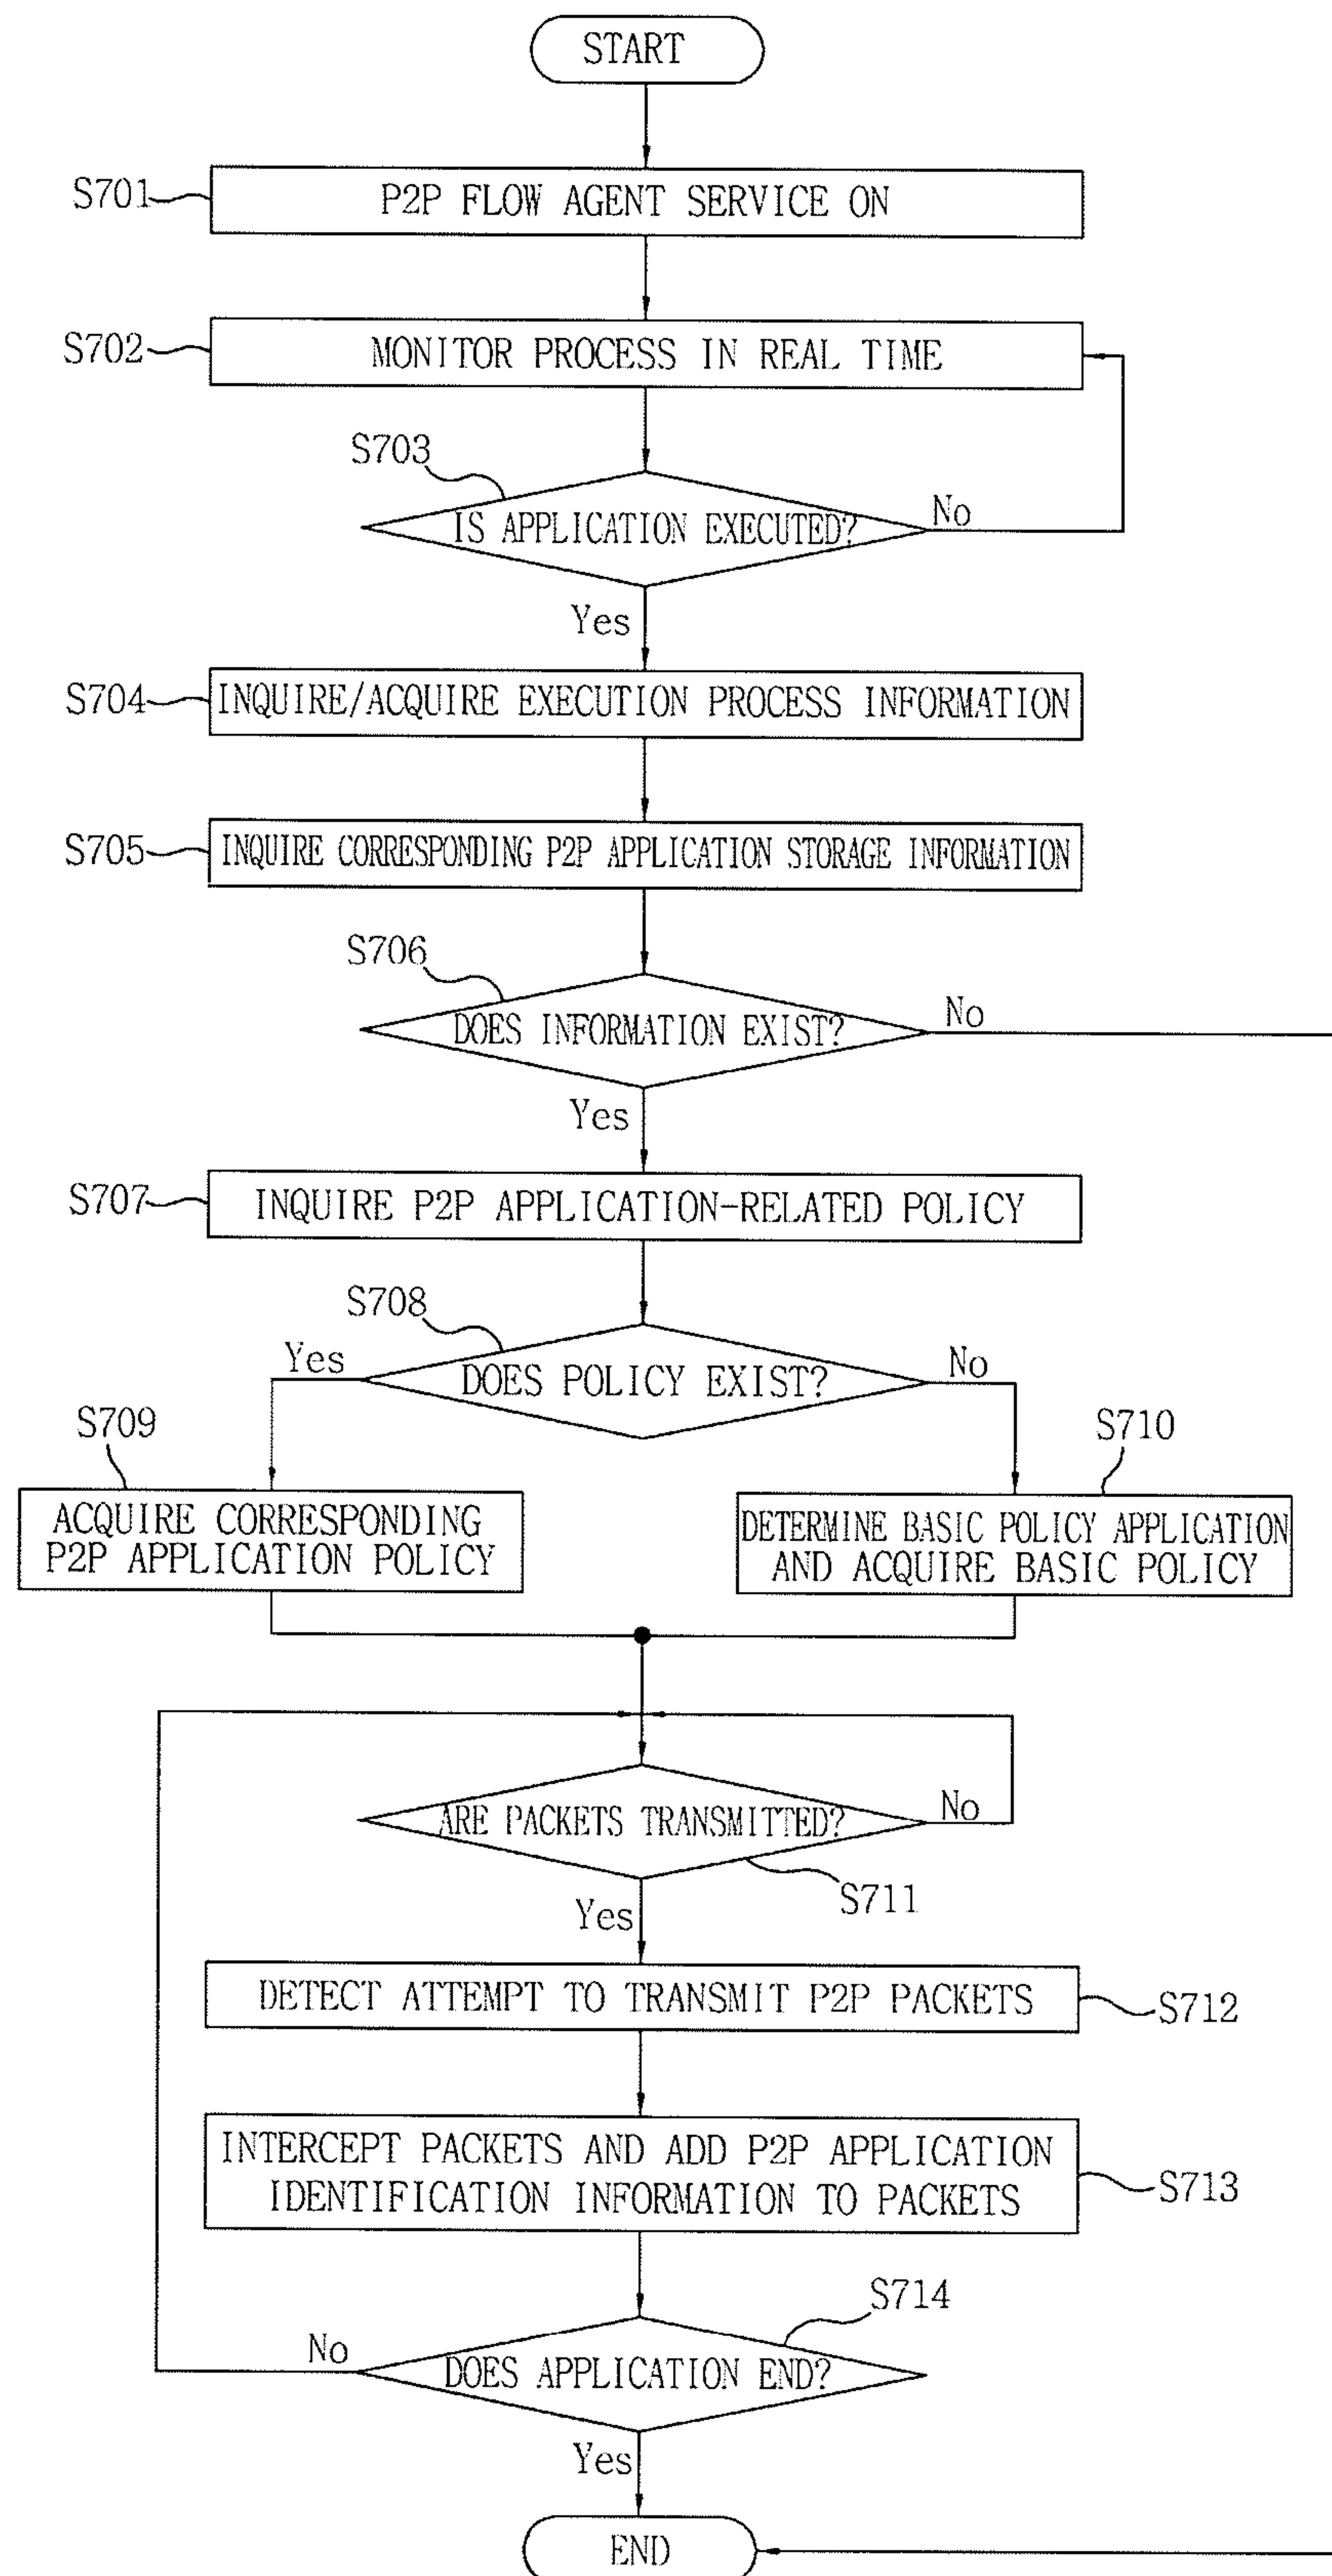 START
S701
P2P FLOW AGENT SERVICE ON
S702
MONITOR PROCESS IN REAL TIME
S703
IS APPLICATION EXECUTED?
No
Yes
S704
INQUIRE/ACQUIRE EXECUTION PROCESS INFORMATION
S705
INQUIRE CORRESPONDING P2P APPLICATION STORAGE INFORMATION
S706
DOES INFORMATION EXIST?
No
Yes
S707
INQUIRE P2P APPLICATION-RELATED POLICY
S708
Yes
DOES POLICY EXIST?
No
S709
S710
ACQUIRE CORRESPONDING
P2P APPLICATION POLICY
DETERMINE BASIC POLICY APPLICATION
AND ACQUIRE BASIC POLICY
ARE PACKETS TRANSMITTED?
No
S711
Yes
DETECT ATTEMPT TO TRANSMIT P2P PACKETS
S712
INTERCEPT PACKETS AND ADD P2P APPLICATION
IDENTIFICATION INFORMATION TO PACKETS
S713
S714
No
DOES APPLICATION END?
Yes
END